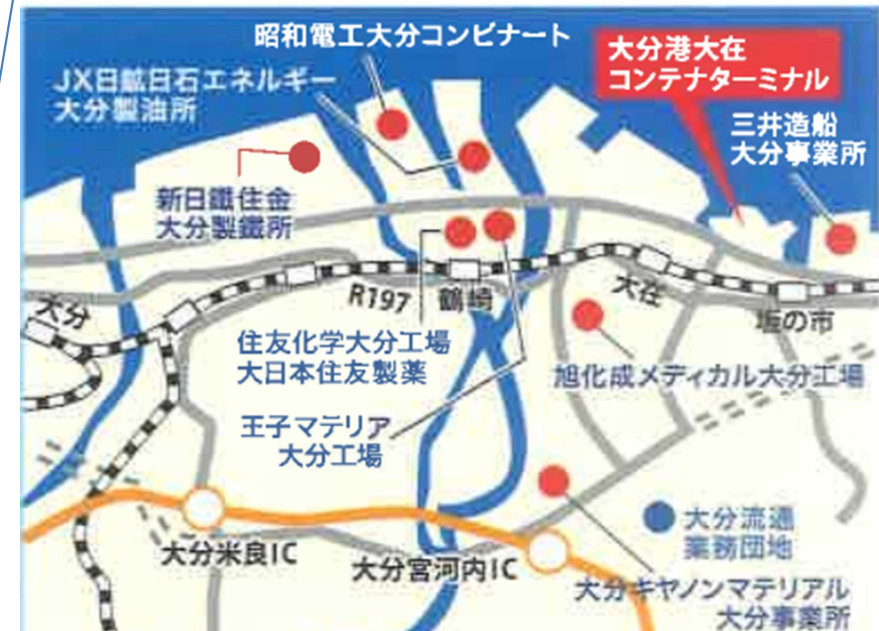 昭和電工大分コンビナート
JX日鉱日石エネルギー
大分製油所
大分港大在
コンテナターミナル
三井造船
大分事業所
新日鐵住金
大分製鐵所
大分
R197
鶴崎
大在
坂の市
住友化学大分工場
大日本住友製薬
旭化成メディカル大分工場
王子マテリア
大分工場
大分流通
業務団地
大分米良IC
大分宮河内IC
大分キヤノンマテリアル
大分事業所